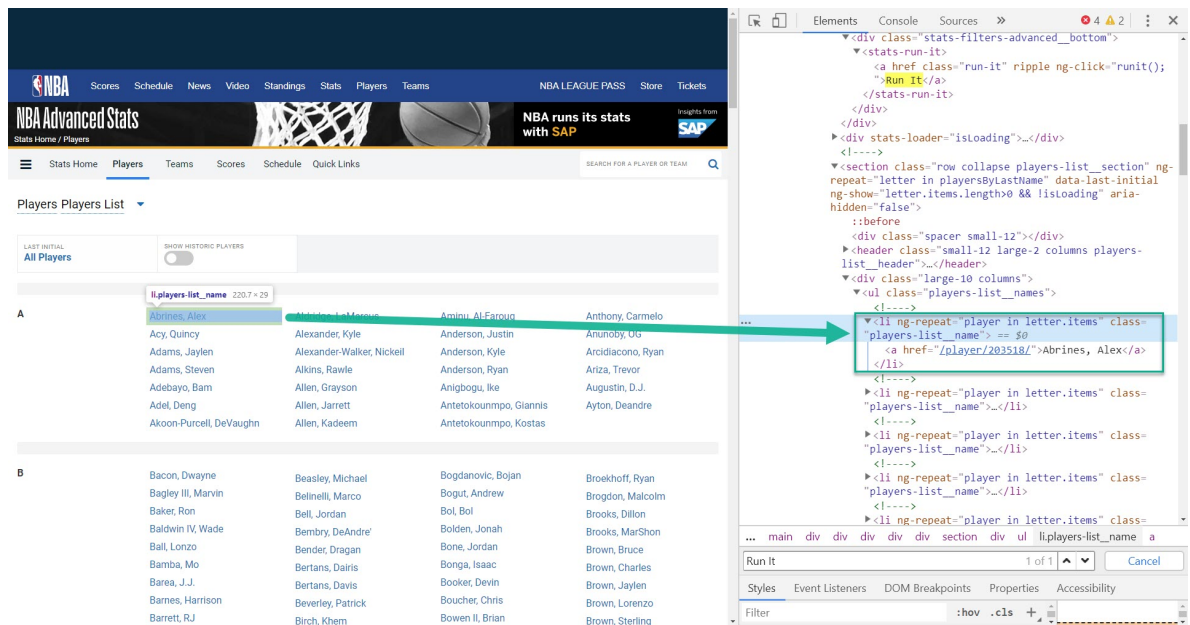 NBA Scores Schedule News Video Standings Stats Players Teams NBA LEAGUE PASS Store Tickets
NBA Advanced Stats
Stats Home / Players
NBA runs its stats
with SAP
Insights from
SAP
Stats Home Players Teams Scores Schedule Quick Links SEARCH FOR A PLAYER OR TEAM
Players Players List
LAST INITIAL
All Players
SHOW HISTORIC PLAYERS
li.players-list__name 220.7 × 29
A
Abrines, Alex Aldridge, LaMarcus Aminu, Al-Farouq Anthony, Carmelo
Acy, Quincy Alexander, Kyle Anderson, Justin Anunoby, OG
Adams, Jaylen Alexander-Walker, Nickeil Anderson, Kyle Arcidiacono, Ryan
Adams, Steven Alkins, Rawle Anderson, Ryan Ariza, Trevor
Adebayo, Bam Allen, Grayson Anigbogu, Ike Augustin, D.J.
Adel, Deng Allen, Jarrett Antetokounmpo, Giannis Ayton, Deandre
Akoon-Purcell, DeVaughn Allen, Kadeem Antetokounmpo, Kostas
B
Bacon, Dwayne Beasley, Michael Bogdanovic, Bojan Broekhoff, Ryan
Bagley III, Marvin Belinelli, Marco Bogut, Andrew Brogdon, Malcolm
Baker, Ron Bell, Jordan Bol, Bol Brooks, Dillon
Baldwin IV, Wade Bembry, DeAndre' Bolden, Jonah Brooks, MarShon
Ball, Lonzo Bender, Dragan Bone, Jordan Brown, Bruce
Bamba, Mo Bertans, Dairis Bonga, Isaac Brown, Charles
Barea, J.J. Bertans, Davis Booker, Devin Brown, Jaylen
Barnes, Harrison Beverley, Patrick Boucher, Chris Brown, Lorenzo
Barrett, RJ Birch, Khem Bowen II, Brian Brown, Sterling
Elements Console Sources » 4 2
▼<div class="stats-filters-advanced__bottom">
▼<stats-run-it>
<a href class="run-it" ripple ng-click="runit();
">Run It</a>
</stats-run-it>
</div>
</div>
▶<div stats-loader="isLoading">…</div>
<!---->
▼<section class="row collapse players-list__section" ng-
repeat="letter in playersByLastName" data-last-initial
ng-show="letter.items.length>0 && !isLoading" aria-
hidden="false">
::before
<div class="spacer small-12"></div>
▶<header class="small-12 large-2 columns players-
list__header">…</header>
▼<div class="large-10 columns">
▼<ul class="players-list__names">
<!---->
… ▼<li ng-repeat="player in letter.items" class=
"players-list__name"> == $0
<a href="/player/203518/">Abrines, Alex</a>
</li>
<!---->
▶<li ng-repeat="player in letter.items" class=
"players-list__name">…</li>
<!---->
▶<li ng-repeat="player in letter.items" class=
"players-list__name">…</li>
<!---->
▶<li ng-repeat="player in letter.items" class=
"players-list__name">…</li>
<!---->
▶<li ng-repeat="player in letter.items" class=
… main div div div div div section div ul li.players-list__name a
Run It 1 of 1 Cancel
Styles Event Listeners DOM Breakpoints Properties Accessibility
Filter :hov .cls +